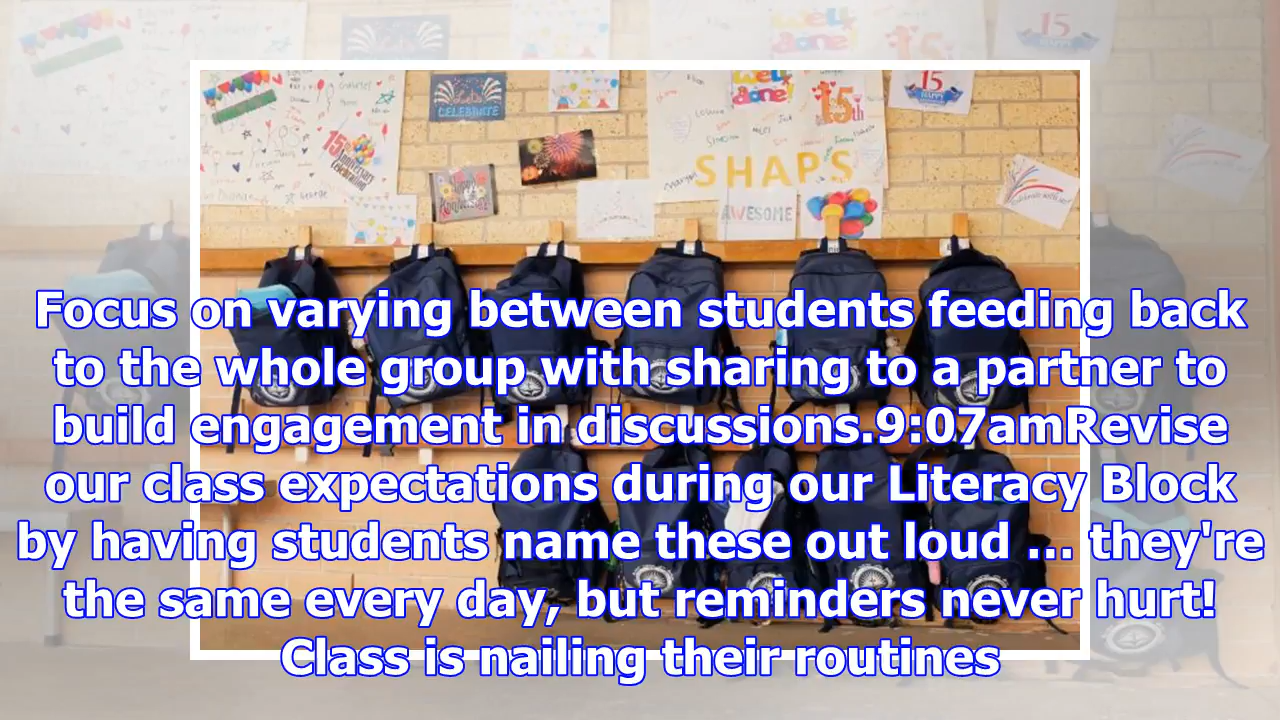 CELEBRATE
Well
done!
15
HAPPY
15th
15th
Anniversary
SHAPS
AWESOME
Focus on varying between students feeding back
to the whole group with sharing to a partner to
build engagement in discussions.9:07amRevise
our class expectations during our Literacy Block
by having students name these out loud ... they're
the same every day, but reminders never hurt!
Class is nailing their routines